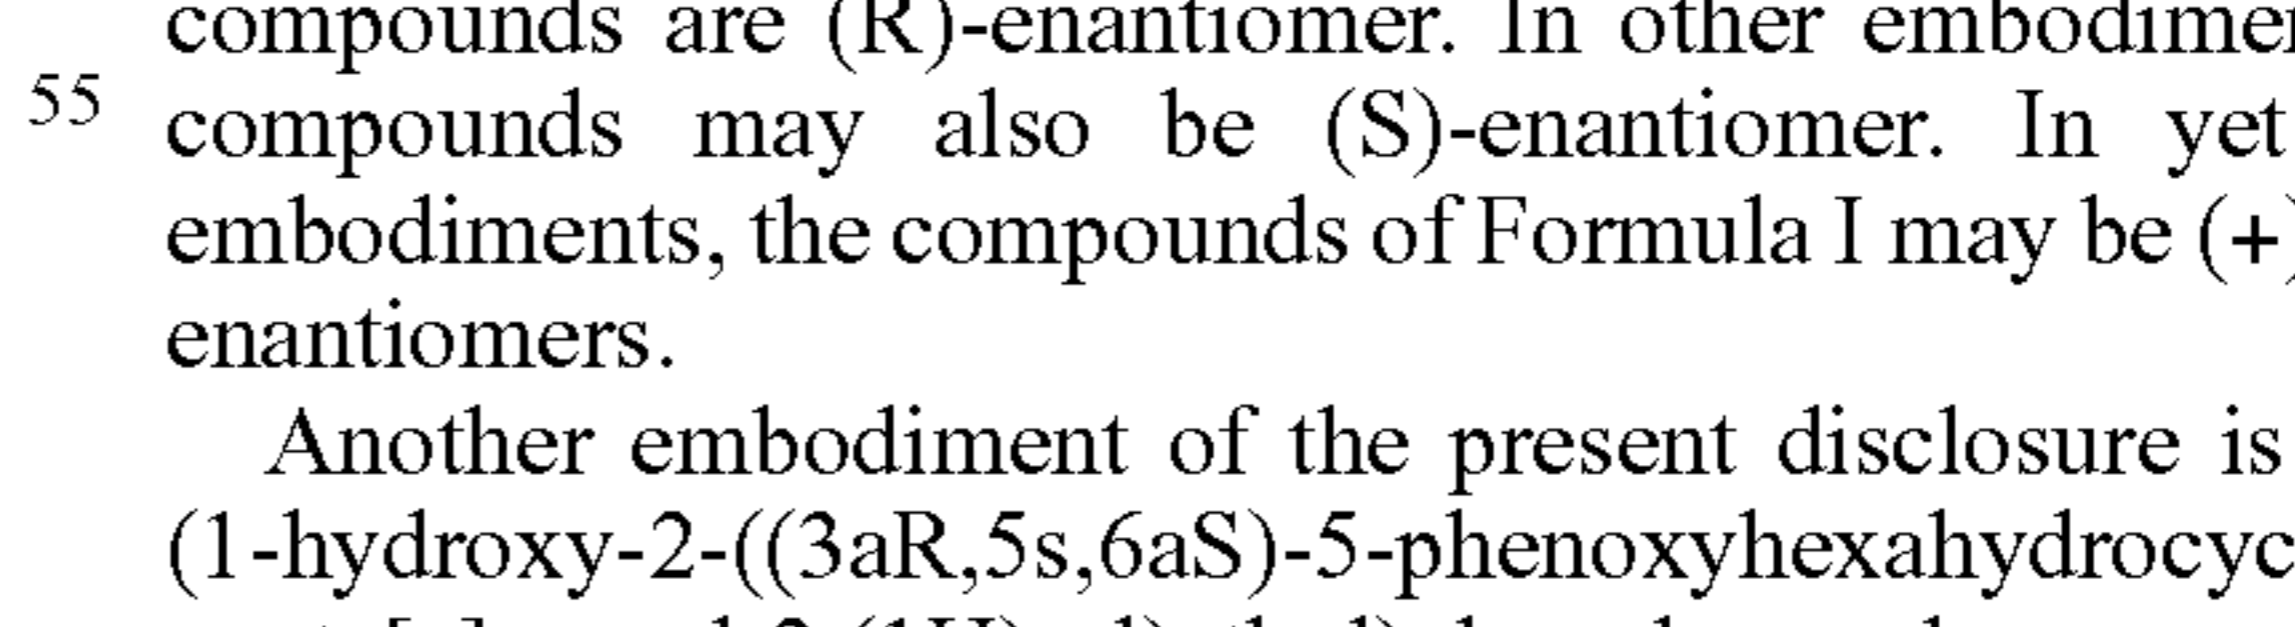 compounds are (R)-enantiomer. In other
55 compounds may also be (S)-enantiomer. In yet
embodiments, the compounds of Formula I may be (+)
enantiomers.
Another embodiment of the present disclosure is
(1-hydroxy-2-((3aR,5s,6aS)-5-phenoxyhexahydrocyc